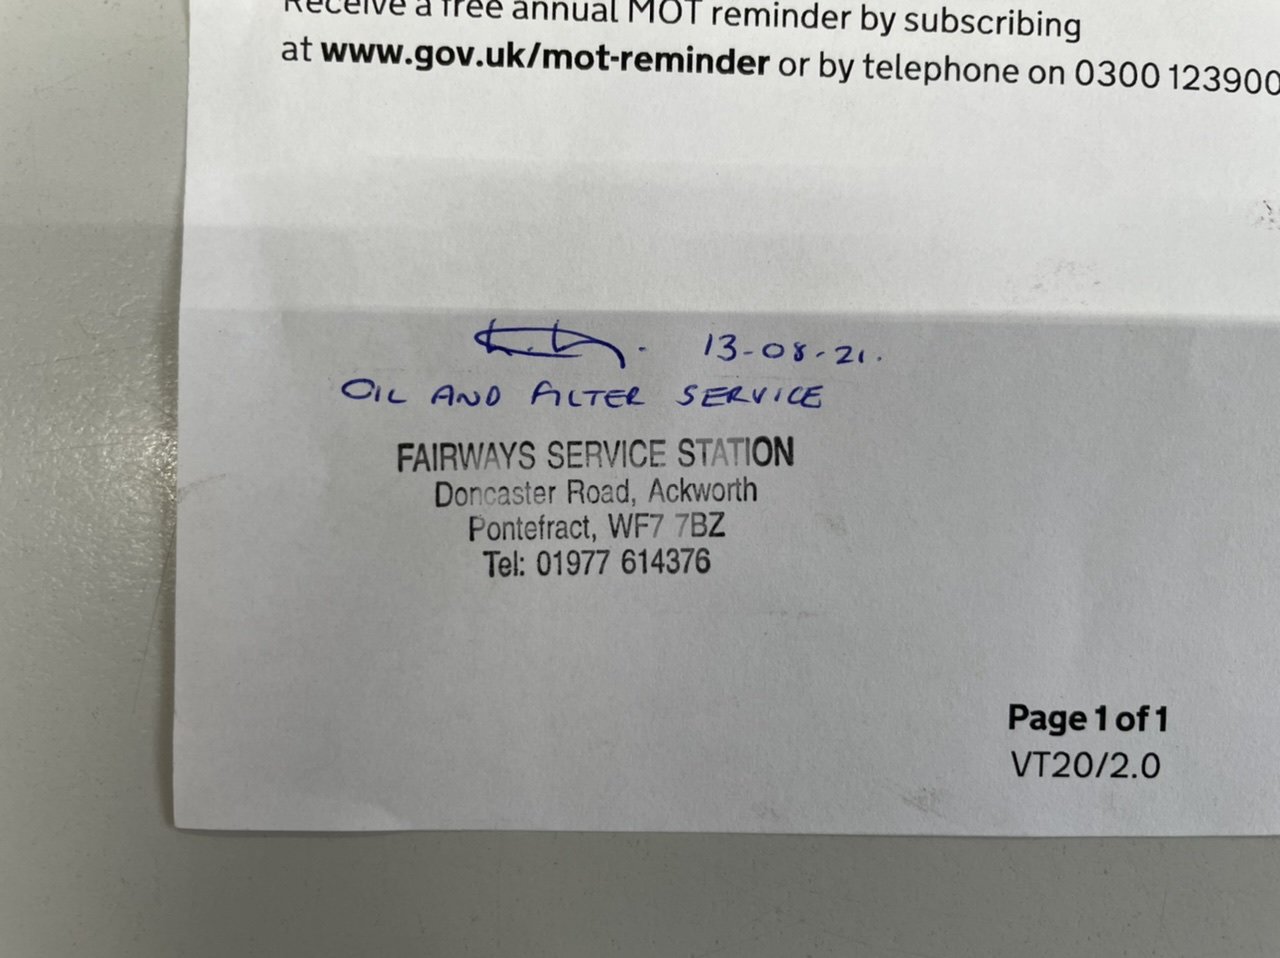 Receive a free annual MOT reminder by subscribing
at www.gov.uk/mot-reminder or by telephone on 0300 123900
13-08-21.
OIL AND FILTER SERVICE
FAIRWAYS SERVICE STATION
Doncaster Road, Ackworth
Pontefract, WF7 7BZ
Tel: 01977 614376
Page 1 of 1
VT20/2.0